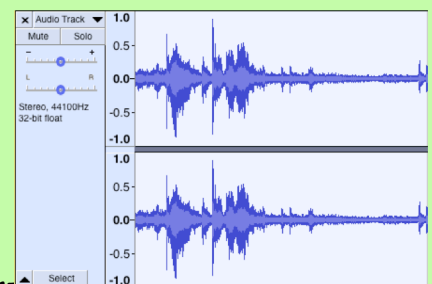 × Audio Track ▼
Mute Solo
- +
L R
Stereo, 44100Hz
32-bit float
▲ Select
1.0
0.5-
0.0-
-0.5-
-1.0
1.0
0.5-
0.0-
-0.5-
-1.0